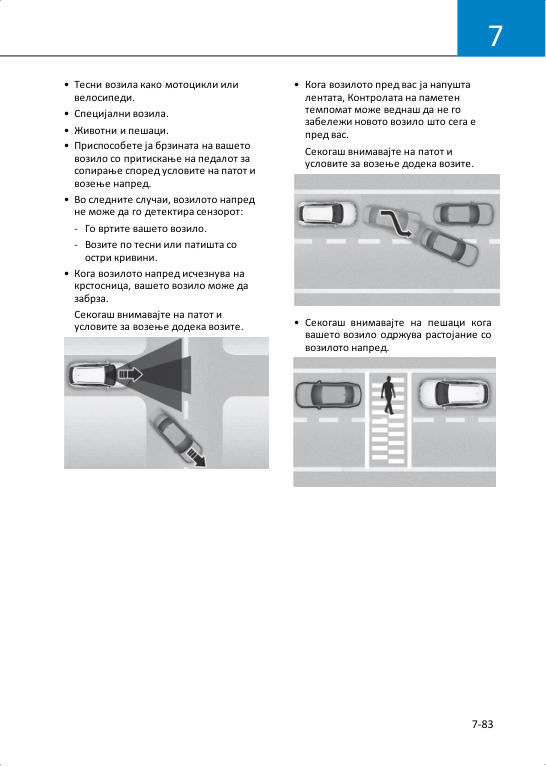 7
• Тесни возила како мотоцикли или
велосипеди.
• Специјални возила.
• Животни и пешаци.
• Приспособете ја брзината на вашето
возило со притискање на педалот за
сопирање според условите на патот и
возење напред.
• Во следните случаи, возилото напред
не може да го детектира сензорот:
- Го вртите вашето возило.
- Возите по тесни или патишта со
остри кривини.
• Кога возилото напред исчезнува на
крстосница, вашето возило може да
забрза.
Секогаш внимавајте на патот и
условите за возење додека возите.
• Кога возилото пред вас ја напушта
лентата, Контролата на паметен
темпомат може веднаш да не го
забележи новото возило што сега е
пред вас.
Секогаш внимавајте на патот и
условите за возење додека возите.
• Секогаш внимавајте на пешаци кога
вашето возило одржува растојание со
возилото напред.
7-83